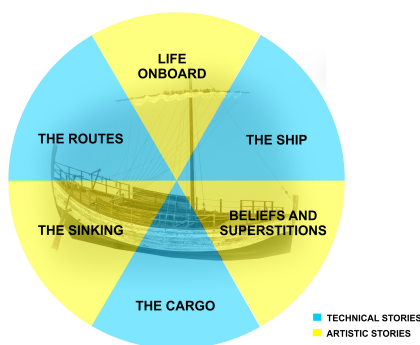 LIFE
ONBOARD
THE ROUTES
THE SHIP
THE SINKING
BELIEFS AND
SUPERSTITIONS
THE CARGO
TECHNICAL STORIES
ARTISTIC STORIES